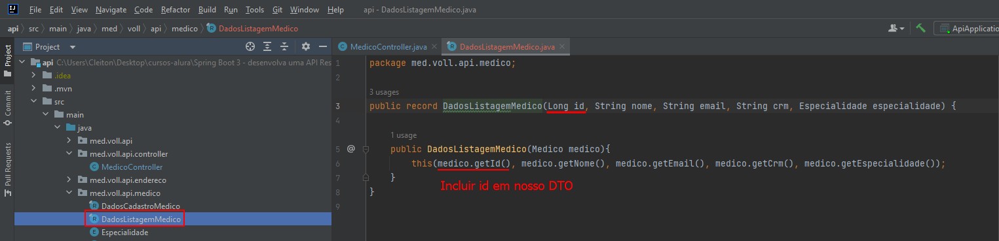 File Edit View Navigate Code Refactor Build Run Tools Git Window Help api - DadosListagemMedico.java
api src main java med voll api medico DadosListagemMedico ApiApplicatio
Project
Commit
Pull Requests
Project
api C:\Users\Cleiton\Desktop\cursos-alura\Spring Boot 3 - desenvolva uma API Res
.idea
.mvn
src
main
java
med.voll.api
med.voll.api.controller
MedicoController
med.voll.api.endereco
med.voll.api.medico
DadosCadastroMedico
DadosListagemMedico
Especialidade
MedicoController.java DadosListagemMedico.java
1 package med.voll.api.medico;
2
3 usages
3 public record DadosListagemMedico(Long id, String nome, String email, String crm, Especialidade especialidade) {
4
1 usage
5 @ public DadosListagemMedico(Medico medico){
6 this(medico.getId(), medico.getNome(), medico.getEmail(), medico.getCrm(), medico.getEspecialidade());
7 }
Incluir id em nosso DTO
8 }
9